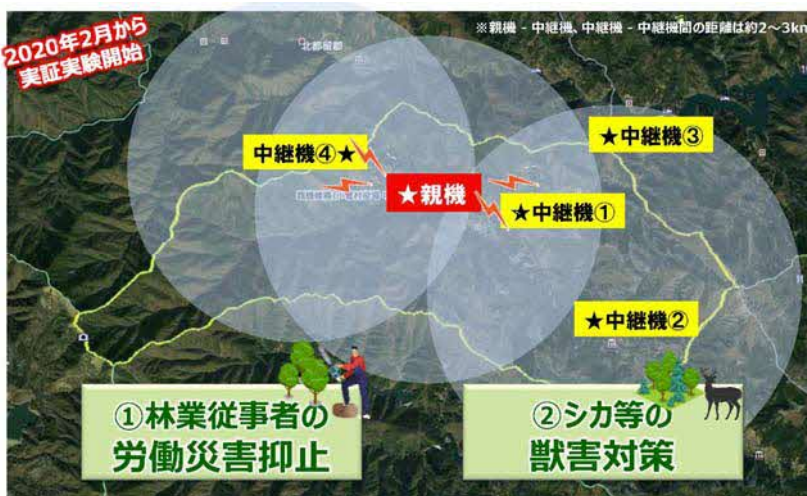 2020年2月から
実証実験開始
※親機 - 中継機、中継機 - 中継機間の距離は約2～3km
北都留郡
中継機④★
★中継機③
★親機
★中継機①
★中継機②
①林業従事者の
労働災害抑止
②シカ等の
獣害対策